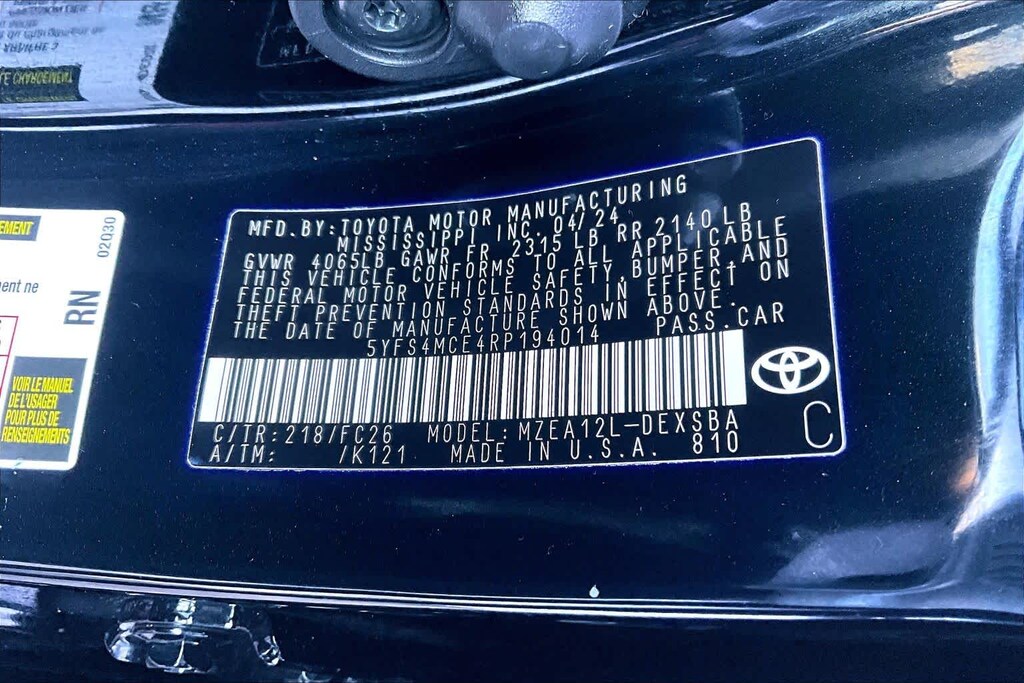 MFD.BY:TOYOTA MOTOR MANUFACTURING
MISSISSIPPI INC. 04/24
GVWR 4065LB GAWR FR 2315 LB RR 2140 LB
THIS VEHICLE CONFORMS TO ALL APPLICABLE
FEDERAL MOTOR VEHICLE SAFETY,BUMPER,AND
THEFT PREVENTION STANDARDS IN EFFECT ON
THE DATE OF MANUFACTURE SHOWN ABOVE.
5YFS4MCE4RP194014 PASS.CAR
C/TR:218/FC26 MODEL:MZEA12L-DEXSBA
A/TM: /K121 MADE IN U.S.A. 810
C
EMENT
02030
ment ne
RN
VOIR LE MANUEL
DE L'USAGER
POUR PLUS DE
RENSEIGNEMENTS